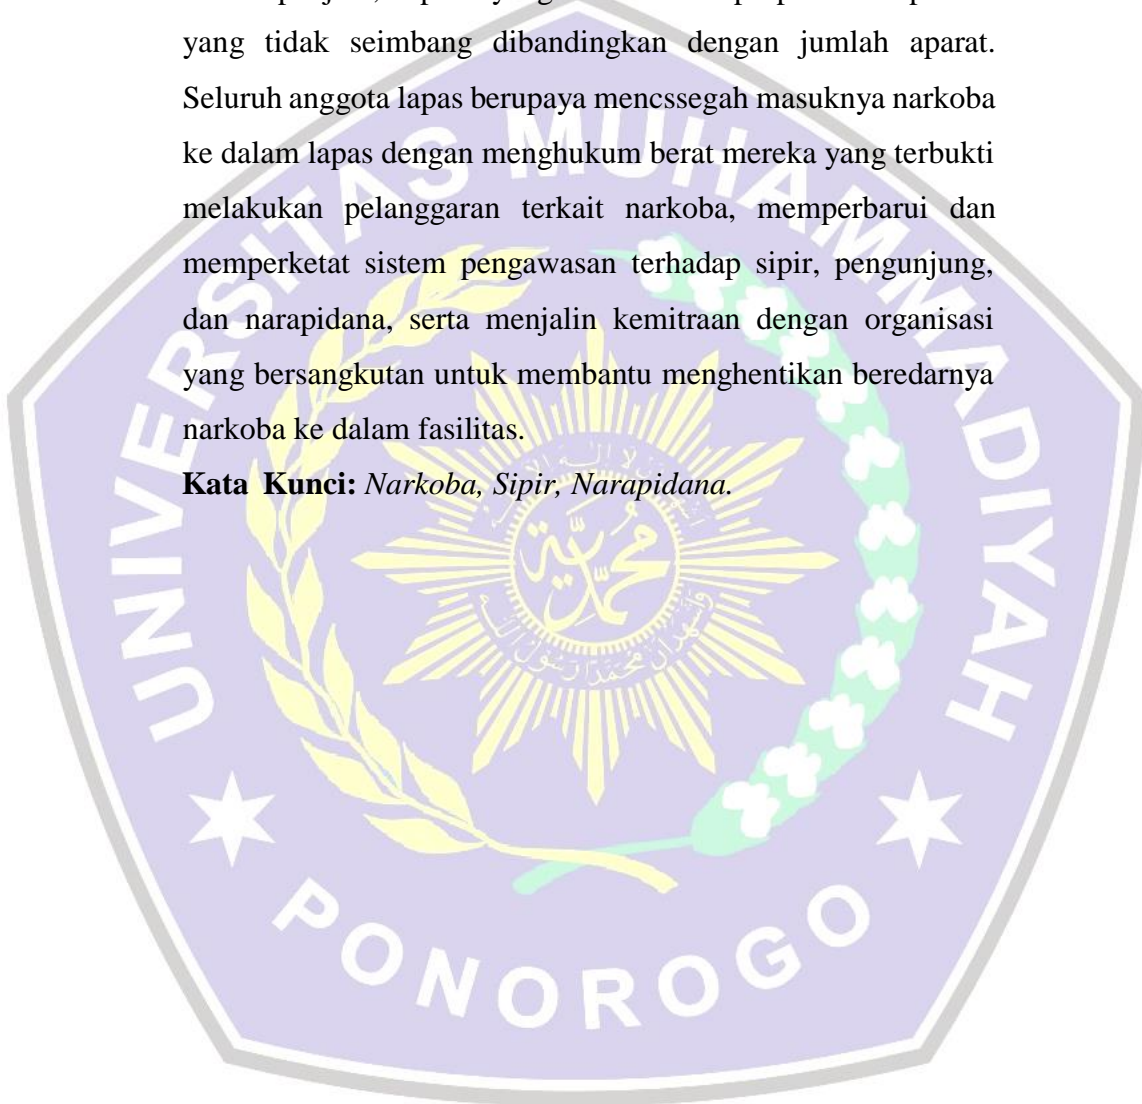 yang tidak seimbang dibandingkan dengan jumlah aparat.
Seluruh anggota lapas berupaya mencssegah masuknya narkoba
ke dalam lapas dengan menghukum berat mereka yang terbukti
melakukan pelanggaran terkait narkoba, memperbarui dan
memperketat sistem pengawasan terhadap sipir, pengunjung,
dan narapidana, serta menjalin kemitraan dengan organisasi
yang bersangkutan untuk membantu menghentikan beredarnya
narkoba ke dalam fasilitas.
Kata Kunci: Narkoba, Sipir, Narapidana.
UNIVERSITAS MUHAMMADIYAH
محمدية
PONOROGO